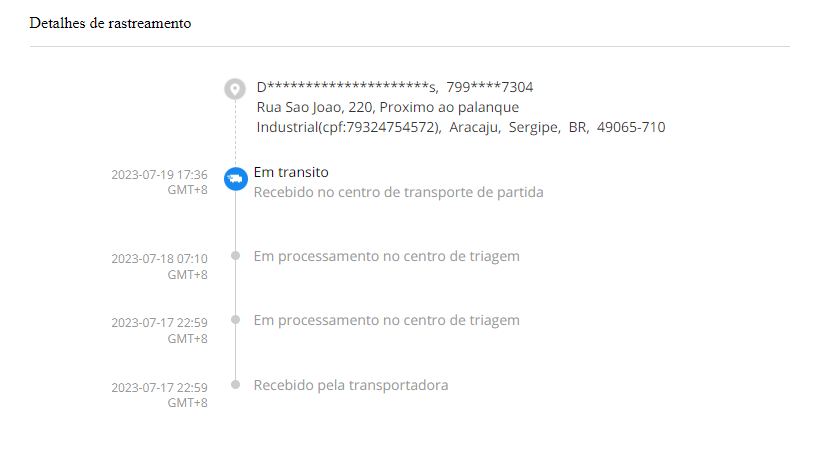 Detalhes de rastreamento
D*********************s, 799****7304
Rua Sao Joao, 220, Proximo ao palanque
Industrial(cpf:79324754572), Aracaju, Sergipe, BR, 49065-710
2023-07-19 17:36
GMT+8
Em transito
Recebido no centro de transporte de partida
2023-07-18 07:10
GMT+8
Em processamento no centro de triagem
2023-07-17 22:59
GMT+8
Em processamento no centro de triagem
2023-07-17 22:59
GMT+8
Recebido pela transportadora